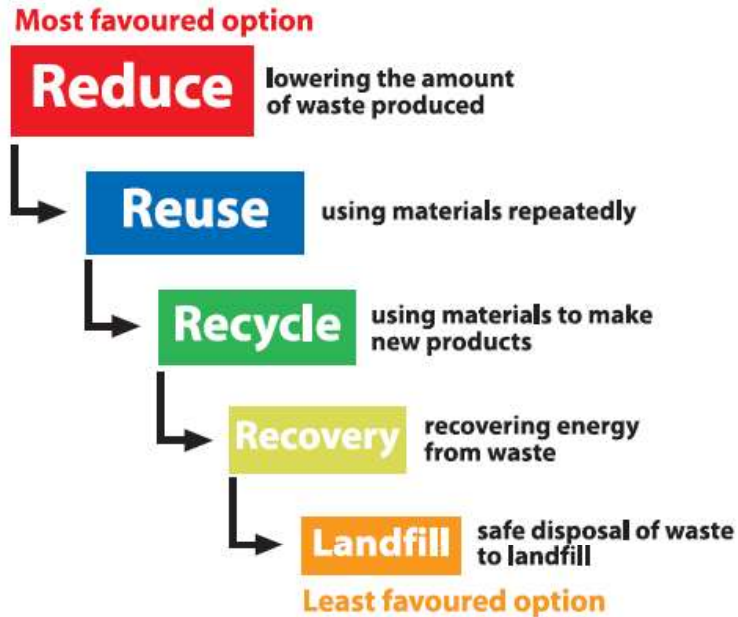 Most favoured option
Reduce
lowering the amount
of waste produced
Reuse
using materials repeatedly
Recycle
using materials to make
new products
Recovery
recovering energy
from waste
Landfill
safe disposal of waste
to landfill
Least favoured option